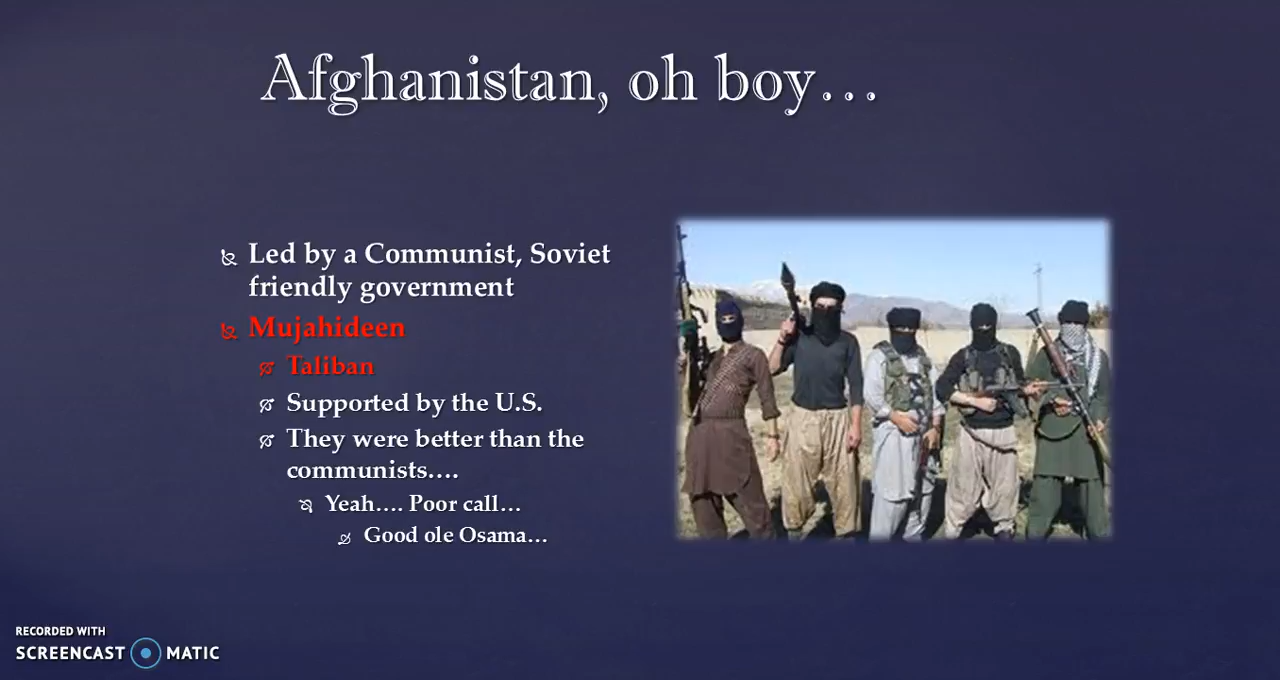 Afghanistan, oh boy…
Led by a Communist, Soviet
friendly government
Mujahideen
Taliban
Supported by the U.S.
They were better than the
communists….
Yeah…. Poor call…
Good ole Osama…
RECORDED WITH
SCREENCAST MATIC